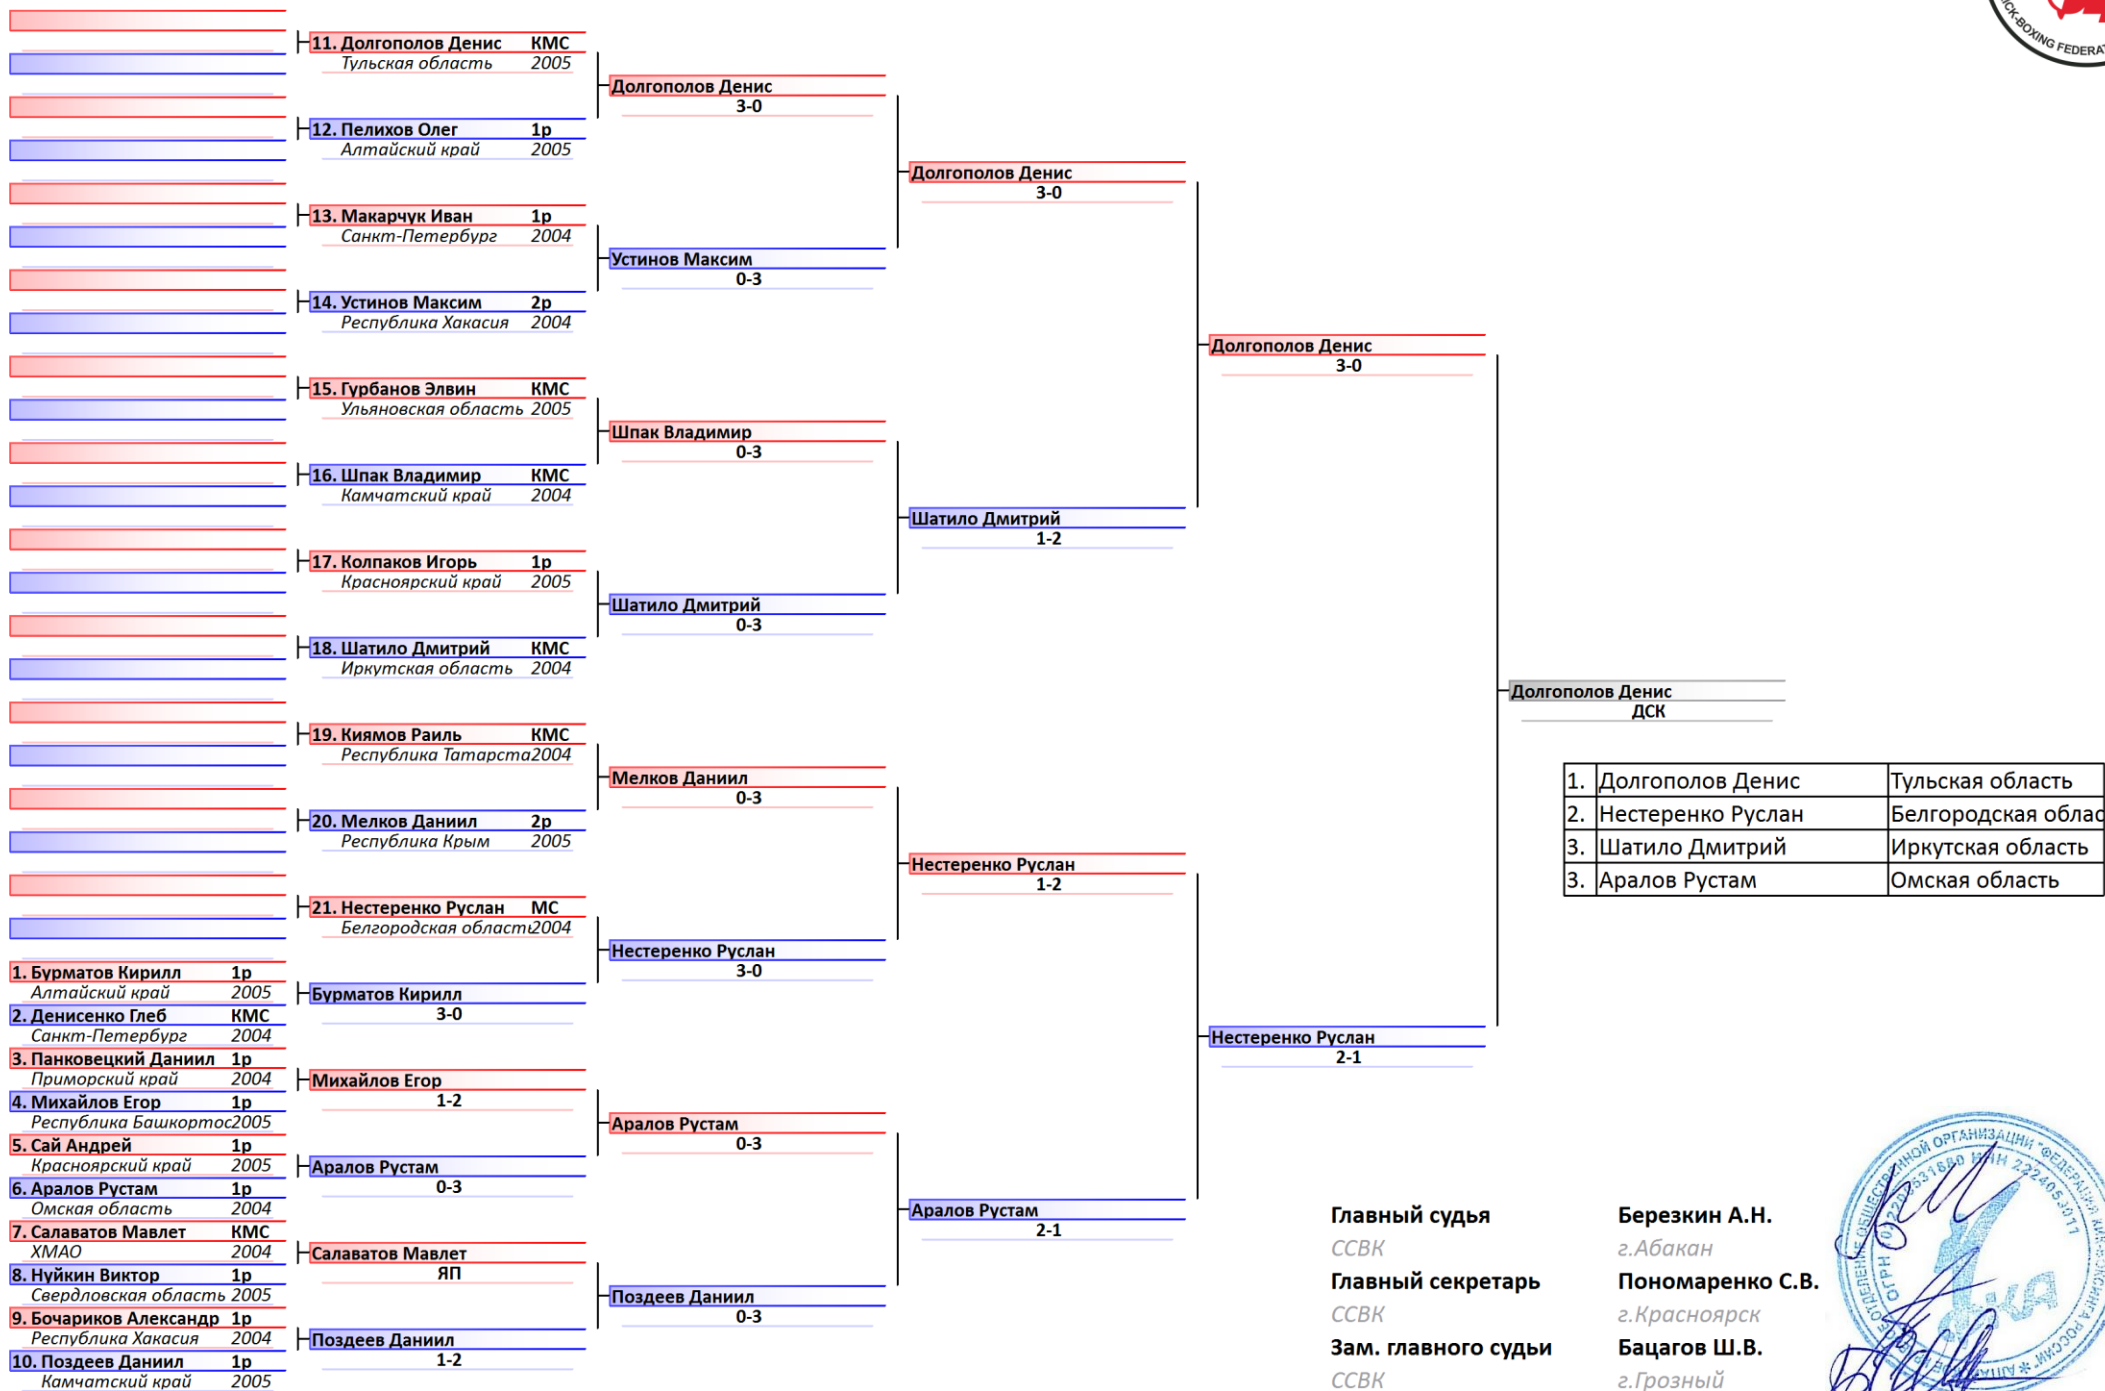 KICK-BOXING FEDERAT
11. Долгополов Денис КМС
Тульская область 2005
12. Пелихов Олег 1р
Алтайский край 2005
13. Макарчук Иван 1р
Санкт-Петербург 2004
14. Устинов Максим 2р
Республика Хакасия 2004
15. Гурбанов Элвин КМС
Ульяновская область 2005
16. Шпак Владимир КМС
Камчатский край 2004
17. Колпаков Игорь 1р
Красноярский край 2005
18. Шатило Дмитрий КМС
Иркутская область 2004
19. Киямов Раиль КМС
Республика Татарста2004
20. Мелков Даниил 2р
Республика Крым 2005
21. Нестеренко Руслан МС
Белгородская область2004
1. Бурматов Кирилл 1р
Алтайский край 2005
2. Денисенко Глеб КМС
Санкт-Петербург 2004
3. Панковецкий Даниил 1р
Приморский край 2004
4. Михайлов Егор 1р
Республика Башкортос2005
5. Сай Андрей 1р
Красноярский край 2005
6. Аралов Рустам 1р
Омская область 2004
7. Салаватов Мавлет КМС
ХМАО 2004
8. Нуйкин Виктор 1р
Свердловская область 2005
9. Бочариков Александр 1р
Республика Хакасия 2004
10. Поздеев Даниил 1р
Камчатский край 2005
Бурматов Кирилл
3-0
Михайлов Егор
1-2
Аралов Рустам
0-3
Салаватов Мавлет
ЯП
Поздеев Даниил
1-2
Долгополов Денис
3-0
Устинов Максим
0-3
Шпак Владимир
0-3
Шатило Дмитрий
0-3
Мелков Даниил
0-3
Нестеренко Руслан
3-0
Аралов Рустам
0-3
Поздеев Даниил
0-3
Долгополов Денис
3-0
Шатило Дмитрий
1-2
Нестеренко Руслан
1-2
Аралов Рустам
2-1
Долгополов Денис
3-0
Нестеренко Руслан
2-1
Долгополов Денис
ДСК
1. Долгополов Денис Тульская область
2. Нестеренко Руслан Белгородская облас
3. Шатило Дмитрий Иркутская область
3. Аралов Рустам Омская область
Главный судья Березкин А.Н.
ССВК г.Абакан
Главный секретарь Пономаренко С.В.
ССВК г.Красноярск
Зам. главного судьи Бацагов Ш.В.
ССВК г.Грозный